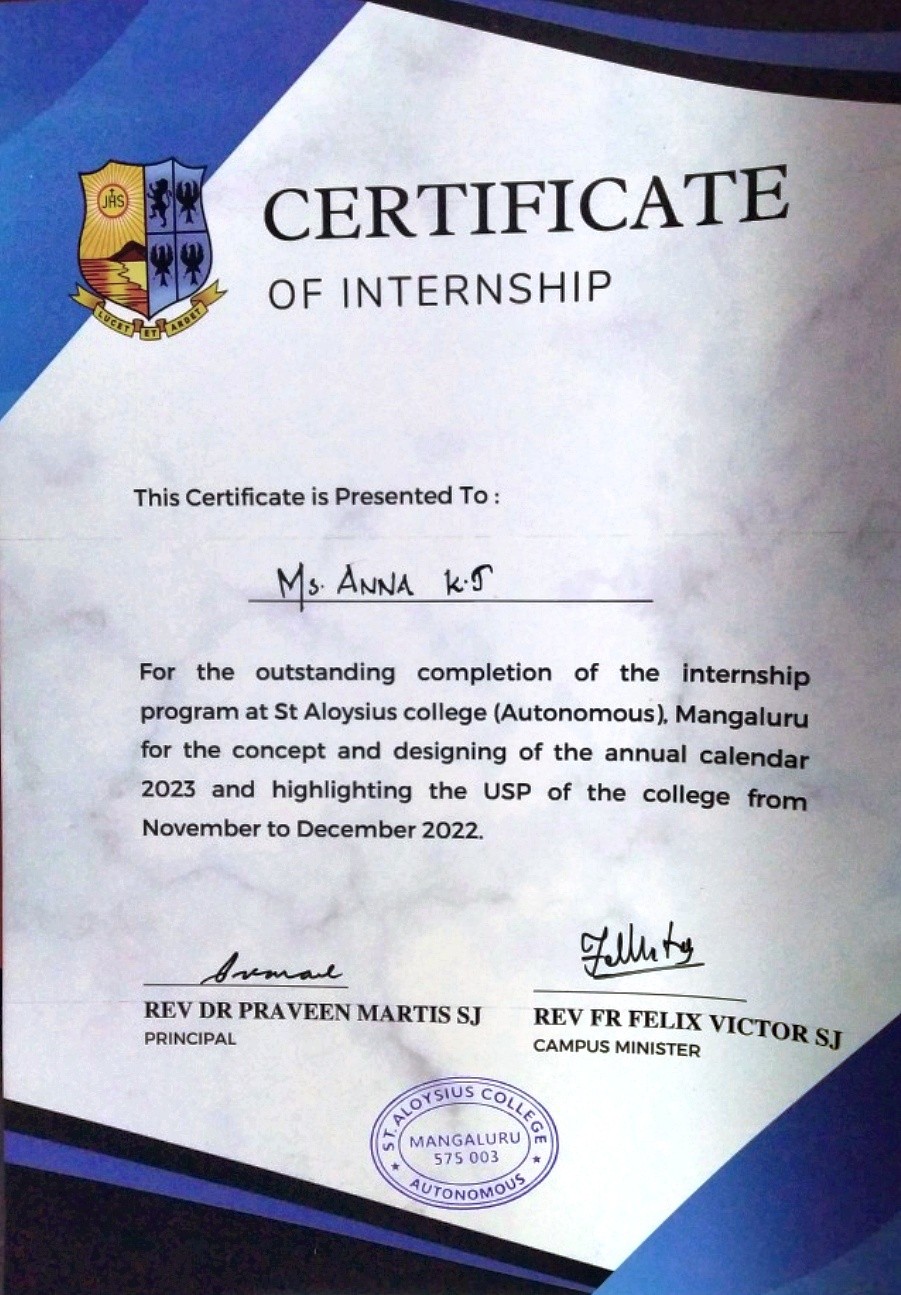 JHS
LUCET ET ARDET
CERTIFICATE
OF INTERNSHIP
This Certificate is Presented To :
Ms. ANNA K.J
For the outstanding completion of the internship
program at St Aloysius college (Autonomous), Mangaluru
for the concept and designing of the annual calendar
2023 and highlighting the USP of the college from
November to December 2022.
REV DR PRAVEEN MARTIS SJ
PRINCIPAL
REV FR FELIX VICTOR SJ
CAMPUS MINISTER
ST. ALOYSIUS COLLEGE
MANGALURU
575 003
AUTONOMOUS